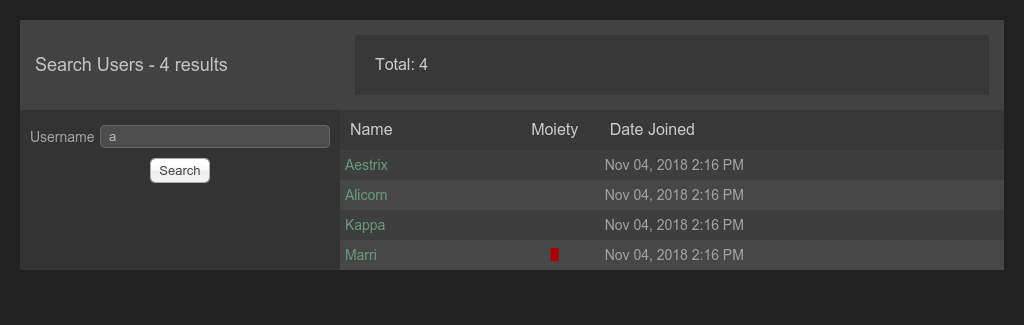 Search Users - 4 results
Total: 4
Username a
Search
Name Moiety Date Joined
Aestrix Nov 04, 2018 2:16 PM
Alicorn Nov 04, 2018 2:16 PM
Kappa Nov 04, 2018 2:16 PM
Marri Nov 04, 2018 2:16 PM